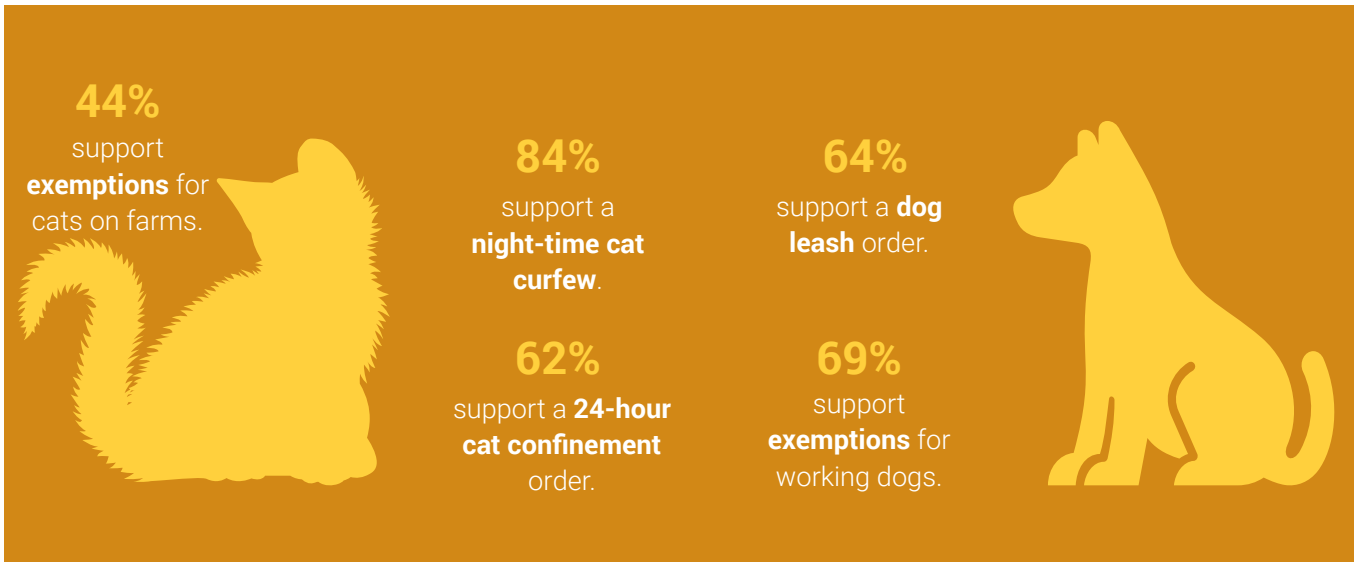 44%
support
exemptions for
cats on farms.
84%
support a
night-time cat
curfew.
62%
support a 24-hour
cat confinement
order.
64%
support a dog
leash order.
69%
support
exemptions for
working dogs.